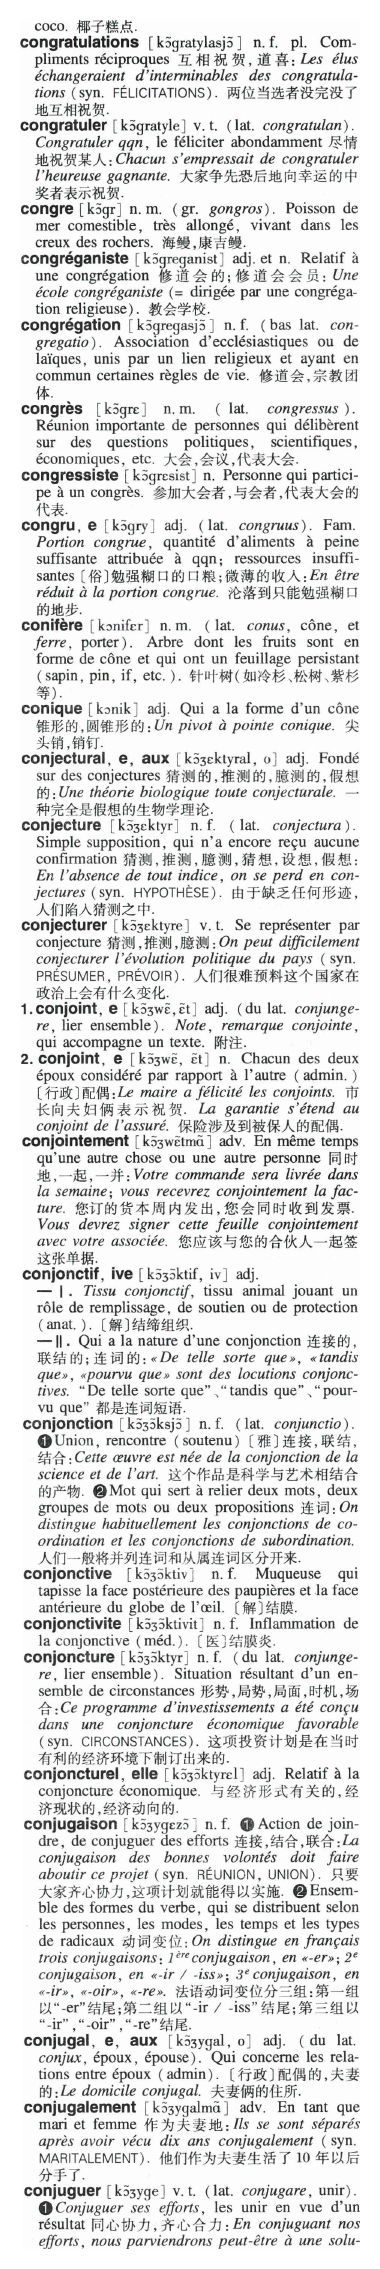 coco. 椰子糕点.
congratulations [kɔ̃gratylasjɔ̃] n. f. pl. Com-
pliments réciproques 互相祝贺,道喜:Les élus
échangeraient d'interminables des congratula-
tions (syn. FÉLICITATIONS). 两位当选者没完没了
地互相祝贺.
congratuler [kɔ̃gratyle] v. t. (lat. congratulan).
Congratuler qqn, le féliciter abondamment 尽情
地祝贺某人:Chacun s'empressait de congratuler
l'heureuse gagnante. 大家争先恐后地向幸运的中
奖者表示祝贺.
congre [kɔ̃gr] n. m. (gr. gongros). Poisson de
mer comestible, très allongé, vivant dans les
creux des rochers. 海鳗,康吉鳗.
congréganiste [kɔ̃greganist] adj. et n. Relatif à
une congrégation 修道会的;修道会会员:Une
école congréganiste (= dirigée par une congréga-
tion religieuse). 教会学校.
congrégation [kɔ̃gregasjɔ̃] n. f. (bas lat. con-
gregatio). Association d'ecclésiastiques ou de
laïques, unis par un lien religieux et ayant en
commun certaines règles de vie. 修道会,宗教团
体.
congrès [kɔ̃grɛ] n. m. ( lat. congressus ).
Réunion importante de personnes qui délibèrent
sur des questions politiques, scientifiques,
économiques, etc. 大会,会议,代表大会.
congressiste [kɔ̃gresist] n. Personne qui partici-
pe à un congrès. 参加大会者,与会者,代表大会的
代表.
congru, e [kɔ̃gry] adj. (lat. congruus). Fam.
Portion congrue, quantité d'aliments à peine
suffisante attribuée à qqn; ressources insuffi-
santes〔俗〕勉强糊口的口粮;微薄的收入:En être
réduit à la portion congrue. 沦落到只能勉强糊口
的地步.
conifère [kɔnifɛr] n. m. ( lat. conus, cône, et
ferre, porter). Arbre dont les fruits sont en
forme de cône et qui ont un feuillage persistant
(sapin, pin, if, etc. ). 针叶树(如冷杉、松树、紫杉
等).
conique [kɔnik] adj. Qui a la forme d'un cône
锥形的,圆锥形的:Un pivot à pointe conique. 尖
头销,销钉.
conjectural, e, aux [kɔ̃ʒɛktyral, o] adj. Fondé
sur des conjectures 猜测的,推测的,臆测的,假想
的:Une théorie biologique toute conjecturale. 一
种完全是假想的生物学理论.
conjecture [kɔ̃ʒɛktyr] n. f. ( lat. conjectura ).
Simple supposition, qui n'a encore reçu aucune
confirmation 猜测,推测,臆测,猜想,设想,假想:
En l'absence de tout indice, on se perd en con-
jectures (syn. HYPOTHÈSE). 由于缺乏任何形迹,
人们陷入猜测之中.
conjecturer [kɔ̃ʒɛktyre] v. t. Se représenter par
conjecture 猜测,推测,臆测:On peut difficilement
conjecturer l'évolution politique du pays (syn.
PRÉSUMER, PRÉVOIR). 人们很难预料这个国家在
政治上会有什么变化.
1. conjoint, e [kɔ̃ʒwɛ̃, ɛ̃t] adj. (du lat. conjunge-
re, lier ensemble). Note, remarque conjointe,
qui accompagne un texte. 附注.
2. conjoint, e [kɔ̃ʒwɛ̃, ɛ̃t] n. Chacun des deux
époux considéré par rapport à l'autre (admin.)
〔行政〕配偶:Le maire a félicité les conjoints. 市
长向夫妇俩表示祝贺. La garantie s'étend au
conjoint de l'assuré. 保险涉及到被保人的配偶.
conjointement [kɔ̃ʒwɛ̃tmɑ̃] adv. En même temps
qu'une autre chose ou une autre personne 同时
地,一起,一并:Votre commande sera livrée dans
la semaine; vous recevrez conjointement la fac-
ture. 您订的货本周内发出,您会同时收到发票.
Vous devrez signer cette feuille conjointement
avec votre associée. 您应该与您的合伙人一起签
这张单据.
conjonctif, ive [kɔ̃ʒɔ̃ktif, iv] adj.
— Ⅰ. Tissu conjonctif, tissu animal jouant un
rôle de remplissage, de soutien ou de protection
(anat. ).〔解〕结缔组织.
— Ⅱ. Qui a la nature d'une conjonction 连接的,
联结的;连词的:«De telle sorte que», «tandis
que», «pourvu que» sont des locutions conjonc-
tives. “De telle sorte que”、“tandis que”、“pour-
vu que” 都是连词短语.
conjonction [kɔ̃ʒɔ̃ksjɔ̃] n. f. (lat. conjunctio).
❶Union, rencontre (soutenu)〔雅〕连接,联结,
结合:Cette œuvre est née de la conjonction de la
science et de l'art. 这个作品是科学与艺术相结合
的产物. ❷Mot qui sert à relier deux mots, deux
groupes de mots ou deux propositions 连词:On
distingue habituellement les conjonctions de co-
ordination et les conjonctions de subordination.
人们一般将并列连词和从属连词区分开来.
conjonctive [kɔ̃ʒɔ̃ktiv] n. f. Muqueuse qui
tapisse la face postérieure des paupières et la face
antérieure du globe de l'œil.〔解〕结膜.
conjonctivite [kɔ̃ʒɔ̃ktivit] n. f. Inflammation de
la conjonctive (méd.).〔医〕结膜炎.
conjoncture [kɔ̃ʒɔ̃ktyr] n. f. (du lat. conjunge-
re, lier ensemble). Situation résultant d'un en-
semble de circonstances 形势,局势,局面,时机,场
合:Ce programme d'investissements a été conçu
dans une conjoncture économique favorable
(syn. CIRCONSTANCES). 这项投资计划是在当时
有利的经济环境下制订出来的.
conjoncturel, elle [kɔ̃ʒɔ̃ktyrɛl] adj. Relatif à la
conjoncture économique. 与经济形式有关的,经
济现状的,经济动向的.
conjugaison [kɔ̃ʒygɛzɔ̃] n. f. ❶Action de join-
dre, de conjuguer des efforts 连接,结合,联合:La
conjugaison des bonnes volontés doit faire
aboutir ce projet (syn. RÉUNION, UNION). 只要
大家齐心协力,这项计划就能得以实施. ❷Ensem-
ble des formes du verbe, qui se distribuent selon
les personnes, les modes, les temps et les types
de radicaux 动词变位:On distingue en français
trois conjugaisons: 1ère conjugaison, en «-er»; 2e
conjugaison, en «-ir / -iss»; 3e conjugaison, en
«-ir», «-oir», «-re». 法语动词变位分三组:第一组
以“-er”结尾;第二组以“-ir / -iss”结尾;第三组以
“-ir”,“-oir”,“-re”结尾.
conjugal, e, aux [kɔ̃ʒygal, o] adj. ( du lat.
conjux, époux, épouse). Qui concerne les rela-
tions entre époux (admin).〔行政〕配偶的,夫妻
的:Le domicile conjugal. 夫妻俩的住所.
conjugalement [kɔ̃ʒygalmɑ̃] adv. En tant que
mari et femme 作为夫妻地:Ils se sont séparés
après avoir vécu dix ans conjugalement (syn.
MARITALEMENT). 他们作为夫妻生活了 10 年以后
分手了.
conjuguer [kɔ̃ʒyge] v. t. (lat. conjugare, unir).
❶Conjuguer ses efforts, les unir en vue d'un
résultat 同心协力,齐心合力:En conjuguant nos
efforts, nous parviendrons peut-être à une solu-